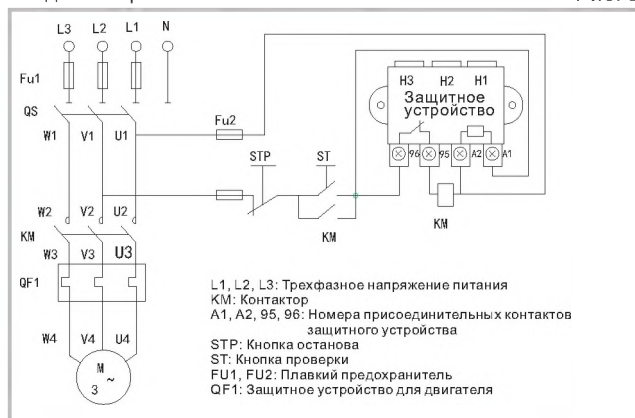 L3 L2 L1 N
Fu1
QS
W1 V1 U1
Fu2
STP ST
H3 H2 H1
Защитное
устройство
96 95 A2 A1
KM
KM
W2 V2 U2
KM
W3 V3 U3
QF1
W4 V4 U4
M
3 ~
L1, L2, L3: Трехфазное напряжение питания
KM: Контактор
A1, A2, 95, 96: Номера присоединительных контактов
защитного устройства
STP: Кнопка останова
ST: Кнопка проверки
FU1, FU2: Плавкий предохранитель
QF1: Защитное устройство для двигателя